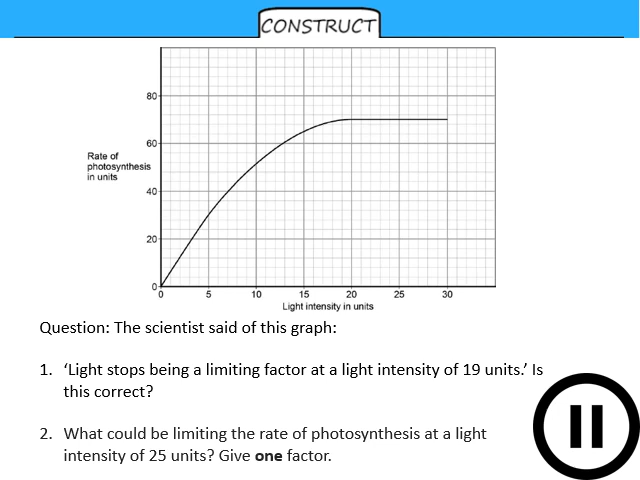 CONSTRUCT
80
60
Rate of
photosynthesis
in units
40
20
0
0 5 10 15 20 25 30
Light intensity in units
Question: The scientist said of this graph:
1. ‘Light stops being a limiting factor at a light intensity of 19 units.’ Is
this correct?
2. What could be limiting the rate of photosynthesis at a light
intensity of 25 units? Give one factor.